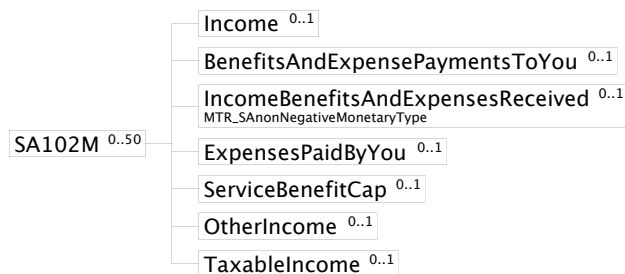 Income 0..1
BenefitsAndExpensePaymentsToYou 0..1
IncomeBenefitsAndExpensesReceived 0..1
MTR_SAnonNegativeMonetaryType
SA102M 0..50
ExpensesPaidByYou 0..1
ServiceBenefitCap 0..1
OtherIncome 0..1
TaxableIncome 0..1